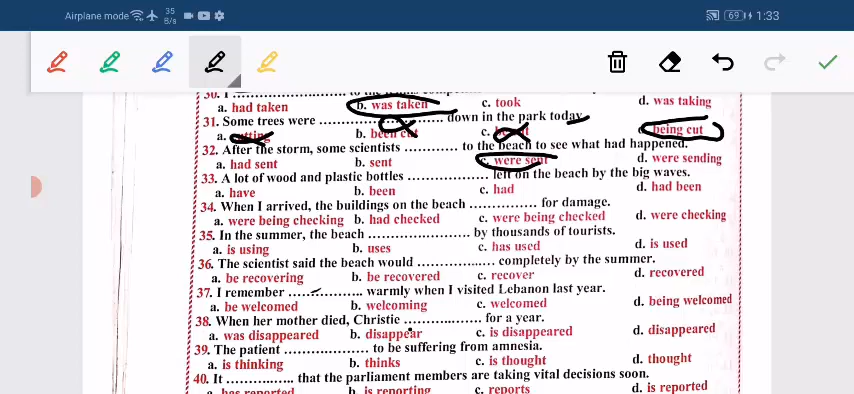 Airplane mode 35 B/s 69 1:33
30. I ........................ to the
a. had taken b. was taken c. took d. was taking
31. Some trees were ........................ down in the park today.
a. cutting b. been cut c. d. being cut
32. After the storm, some scientists ............ to the beach to see what had happened.
a. had sent b. sent c. were sent d. were sending
33. A lot of wood and plastic bottles .................. left on the beach by the big waves.
a. have b. been c. had d. had been
34. When I arrived, the buildings on the beach ............... for damage.
a. were being checking b. had checked c. were being checked d. were checking
35. In the summer, the beach ........................ by thousands of tourists.
a. is using b. uses c. has used d. is used
36. The scientist said the beach would .................. completely by the summer.
a. be recovering b. be recovered c. recover d. recovered
37. I remember .................. warmly when I visited Lebanon last year.
a. be welcomed b. welcoming c. welcomed d. being welcomed
38. When her mother died, Christie .................. for a year.
a. was disappeared b. disappear c. is disappeared d. disappeared
39. The patient ..................... to be suffering from amnesia.
a. is thinking b. thinks c. is thought d. thought
40. It ............... that the parliament members are taking vital decisions soon.
a. has reported b. is reporting c. reports d. is reported